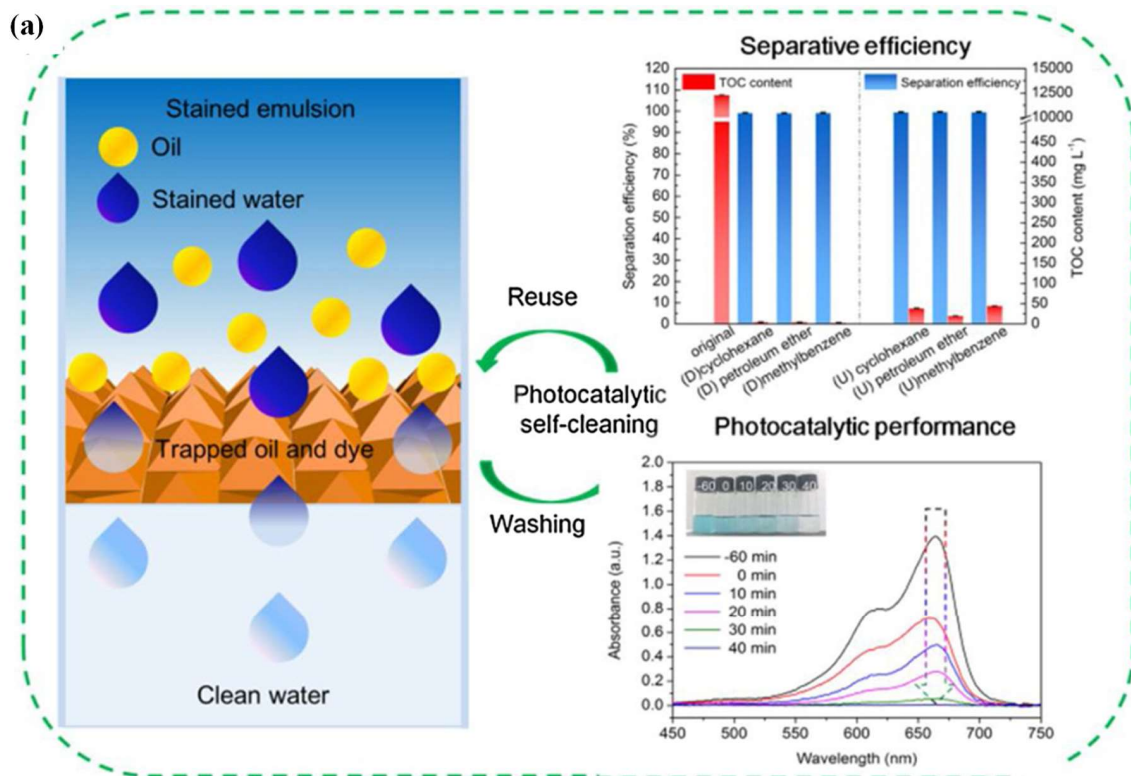 (a)
Stained emulsion
Oil
Stained water
Trapped oil and dye
Clean water
Reuse
Photocatalytic
self-cleaning
Washing
Separative efficiency
TOC content
Separation efficiency
Separation efficiency (%)
120
110
100
90
80
70
60
50
40
30
20
10
0
15000
12500
10000
450
400
350
300
250
200
150
100
50
0
TOC content (mg L⁻¹)
original
(D)cyclohexane
(D) petroleum ether
(D)methylbenzene
(U) cyclohexane
(U) petroleum ether
(U)methylbenzene
Photocatalytic performance
Absorbance (a.u.)
2.0
1.8
1.6
1.4
1.2
1.0
0.8
0.6
0.4
0.2
0.0
-60 0 10 20 30 40
-60 min
0 min
10 min
20 min
30 min
40 min
450 500 550 600 650 700 750
Wavelength (nm)